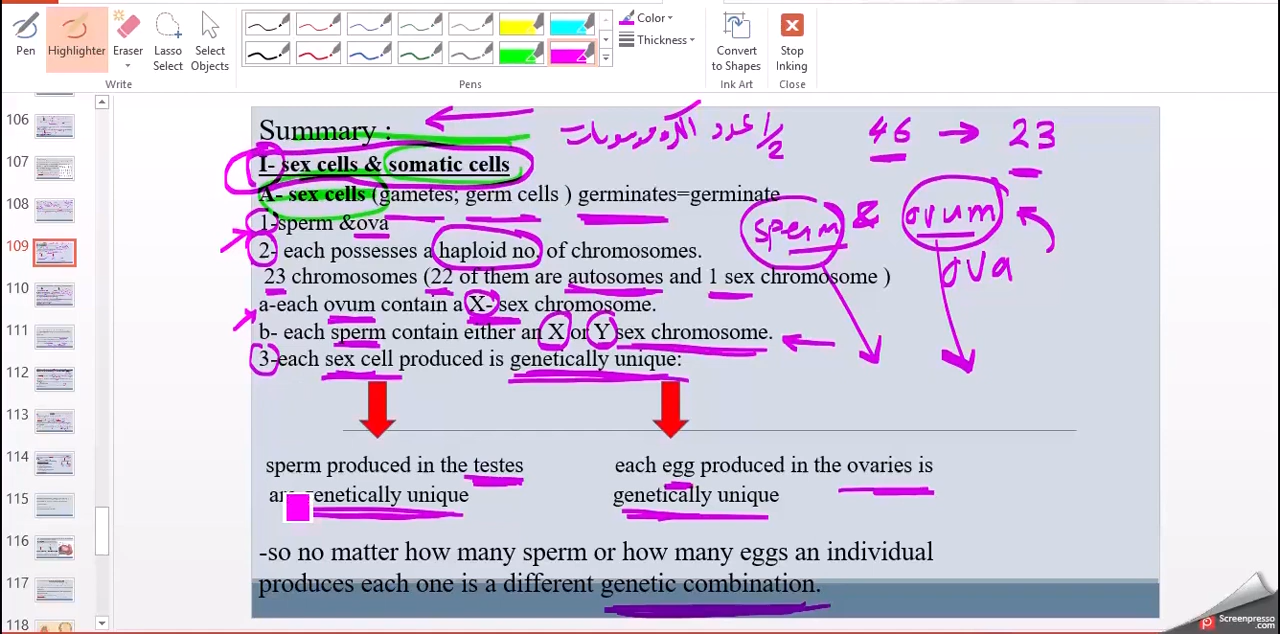 Pen
Highlighter
Eraser
Lasso
Select
Select
Objects
Write
Pens
Color
Thickness
Convert
to Shapes
Ink Art
Stop
Inking
Close
106
107
108
109
110
111
112
113
114
115
116
117
118
Summary :
1/2 عدد الكروموسومات
46 → 23
I- sex cells & somatic cells
A- sex cells (gametes; germ cells ) germinates=germinate
sperm & ovum
ova
1-sperm &ova
2- each possesses a haploid no. of chromosomes.
23 chromosomes (22 of them are autosomes and 1 sex chromosome )
a-each ovum contain a X- sex chromosome.
b- each sperm contain either an X or Y sex chromosome.
3-each sex cell produced is genetically unique:
sperm produced in the testes
genetically unique
each egg produced in the ovaries is
genetically unique
-so no matter how many sperm or how many eggs an individual
produces each one is a different genetic combination.
Screenpresso
.com